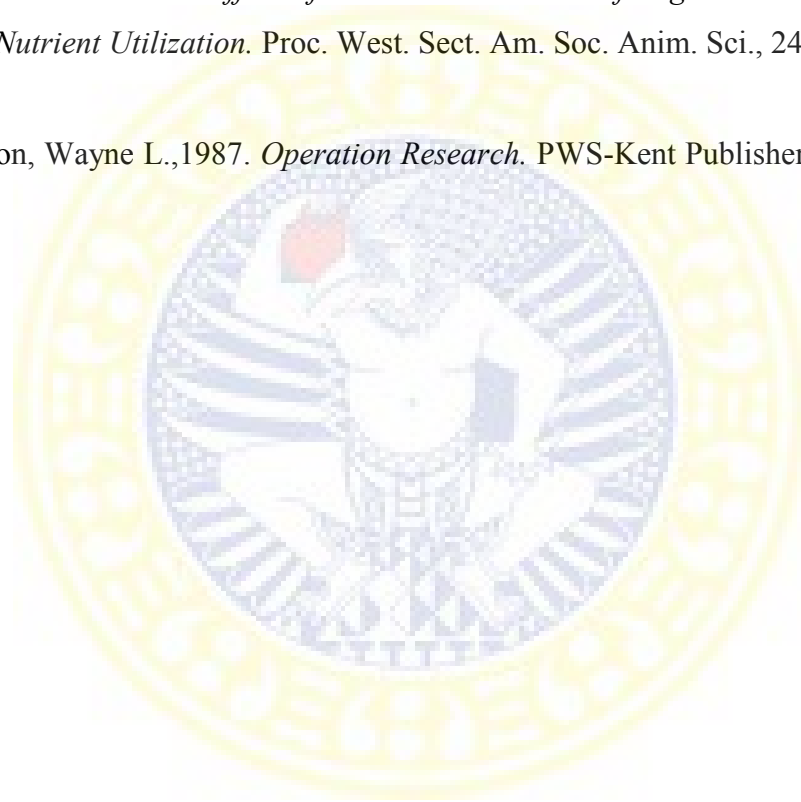 Nutrient Utilization. Proc. West. Sect. Am. Soc. Anim. Sci., 24
on, Wayne L.,1987. Operation Research. PWS-Kent Publisher